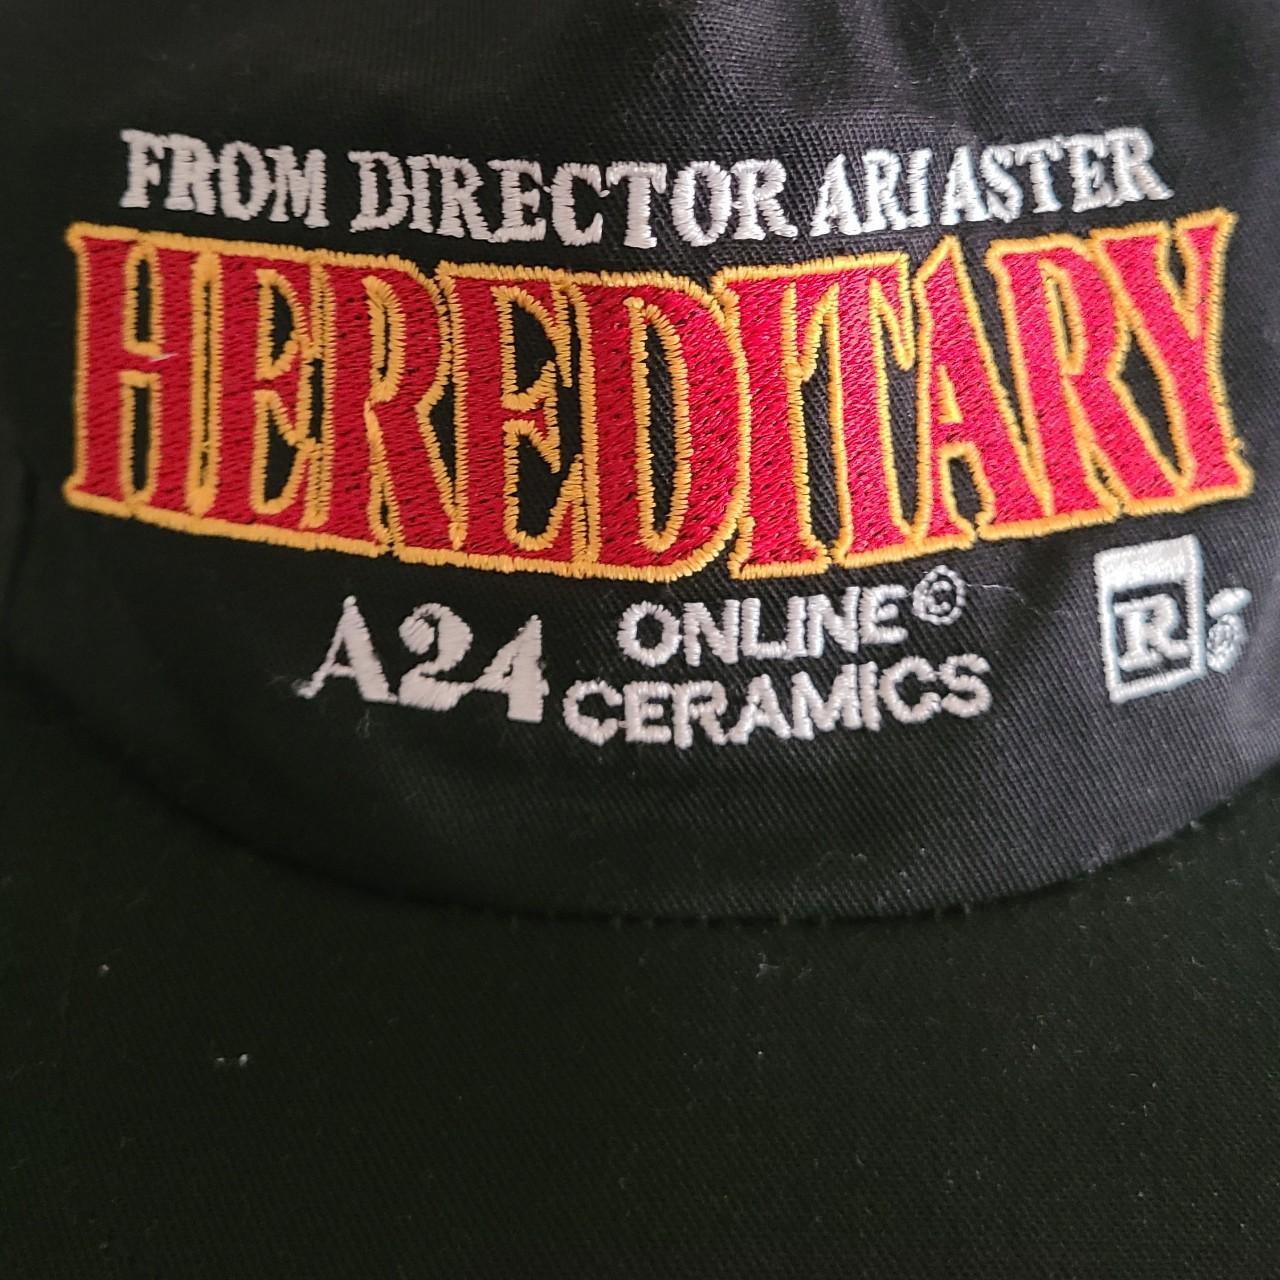 FROM DIRECTOR ARI ASTER
HEREDITARY
A24
ONLINE©
CERAMICS
R